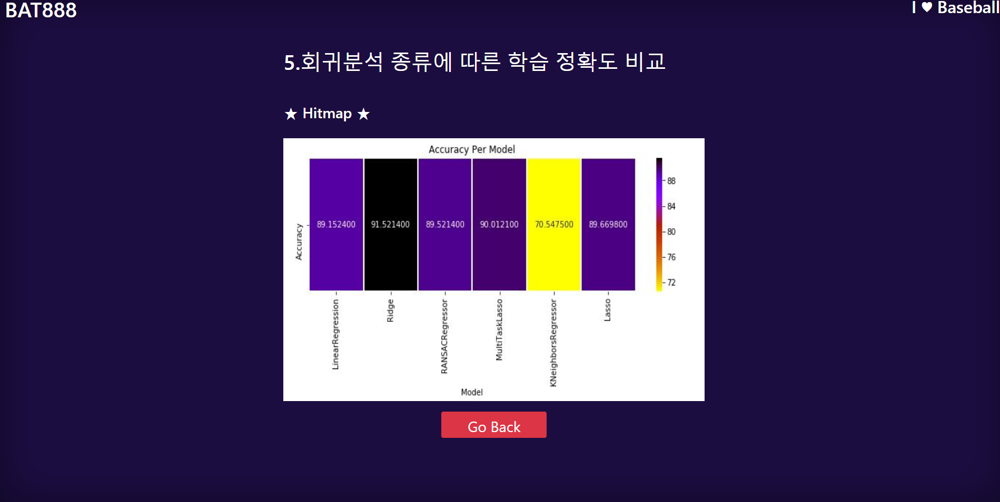 BAT888
I ♥ Baseball
5.회귀분석 종류에 따른 학습 정확도 비교
★ Hitmap ★
Accuracy Per Model
Accuracy
89.152400 91.521400 89.521400 90.012100 70.547500 89.669800
88
84
80
76
72
LinearRegression
Ridge
RANSACRegressor
MultiTaskLasso
KNeighborsRegressor
Lasso
Model
Go Back